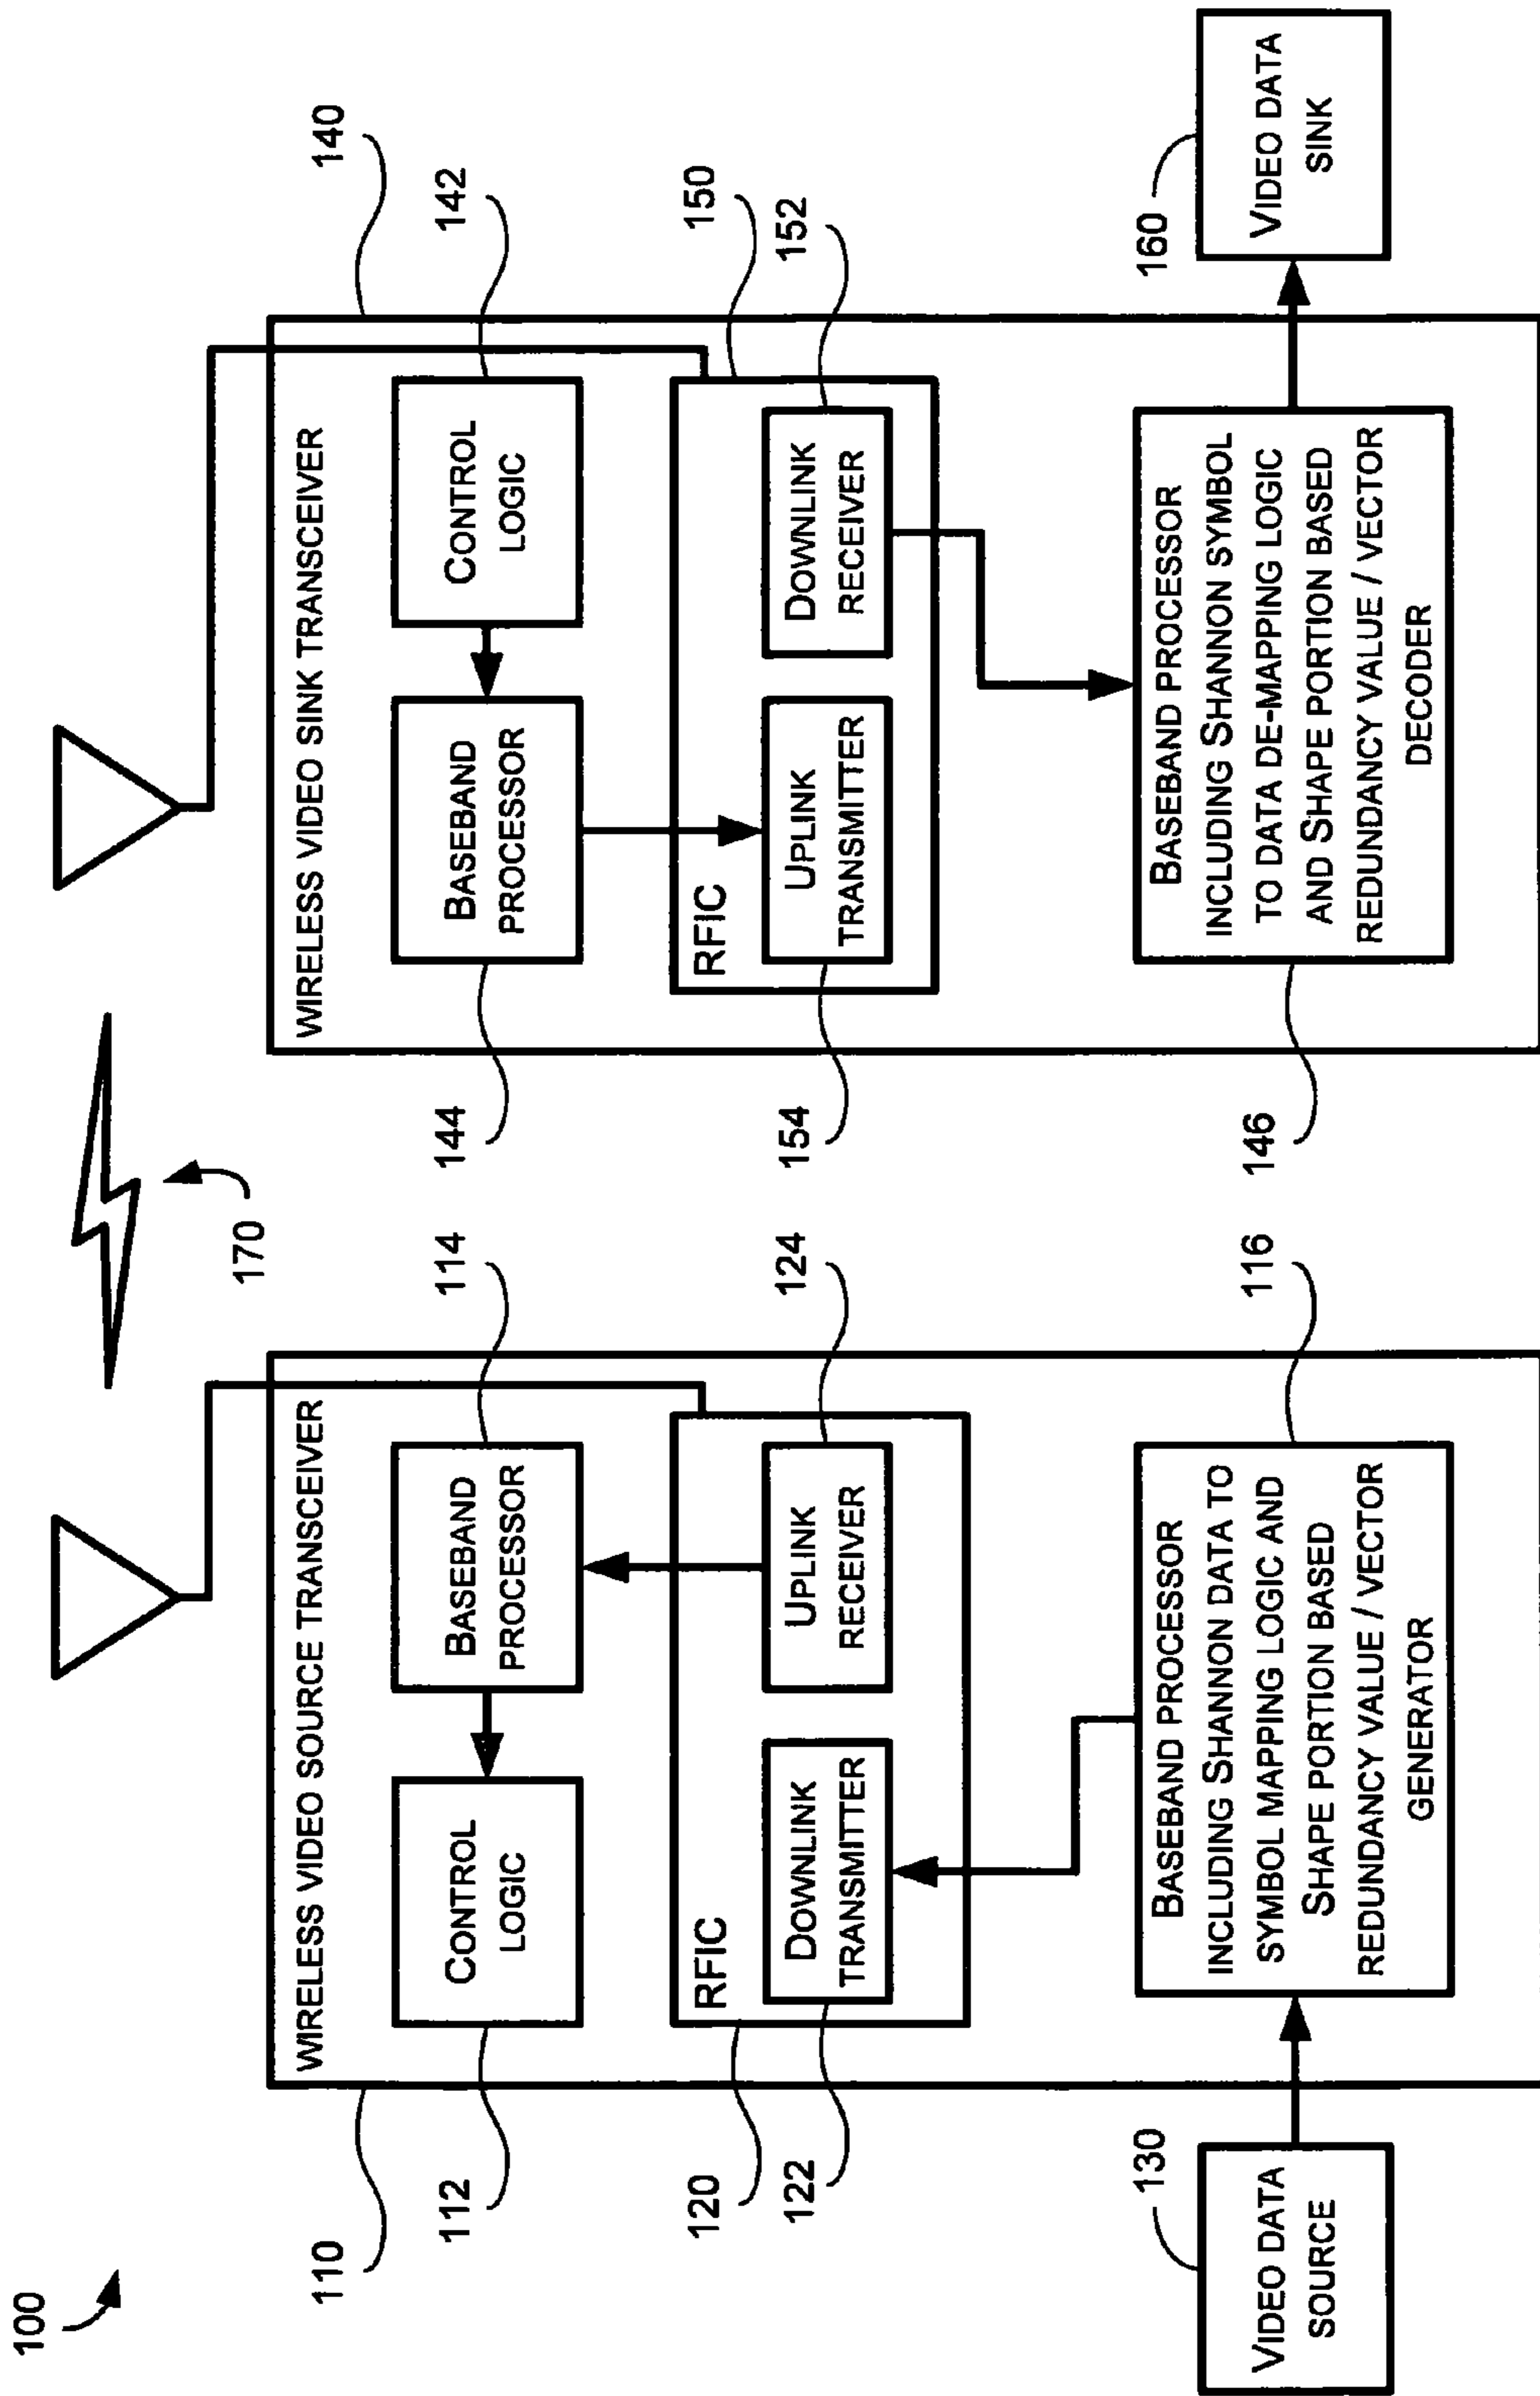 100
170
110
WIRELESS VIDEO SOURCE TRANSCEIVER
112
CONTROL
LOGIC
BASEBAND
PROCESSOR
114
120
RFIC
122
DOWNLINK
TRANSMITTER
UPLINK
RECEIVER
124
130
VIDEO DATA
SOURCE
BASEBAND PROCESSOR
INCLUDING SHANNON DATA TO
SYMBOL MAPPING LOGIC AND
SHAPE PORTION BASED
REDUNDANCY VALUE / VECTOR
GENERATOR
116
WIRELESS VIDEO SINK TRANSCEIVER
140
144
BASEBAND
PROCESSOR
CONTROL
LOGIC
142
RFIC
150
154
UPLINK
TRANSMITTER
DOWNLINK
RECEIVER
152
146
BASEBAND PROCESSOR
INCLUDING SHANNON SYMBOL
TO DATA DE-MAPPING LOGIC
AND SHAPE PORTION BASED
REDUNDANCY VALUE / VECTOR
DECODER
160
VIDEO DATA
SINK